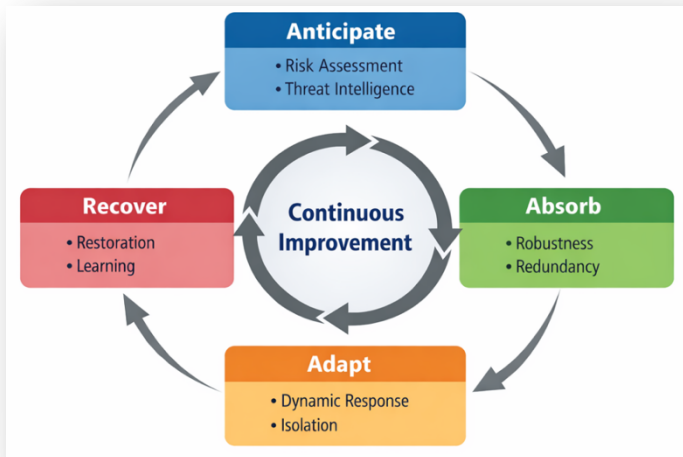 Anticipate
• Risk Assessment
• Threat Intelligence
Recover
• Restoration
• Learning
Continuous
Improvement
Absorb
• Robustness
• Redundancy
Adapt
• Dynamic Response
• Isolation